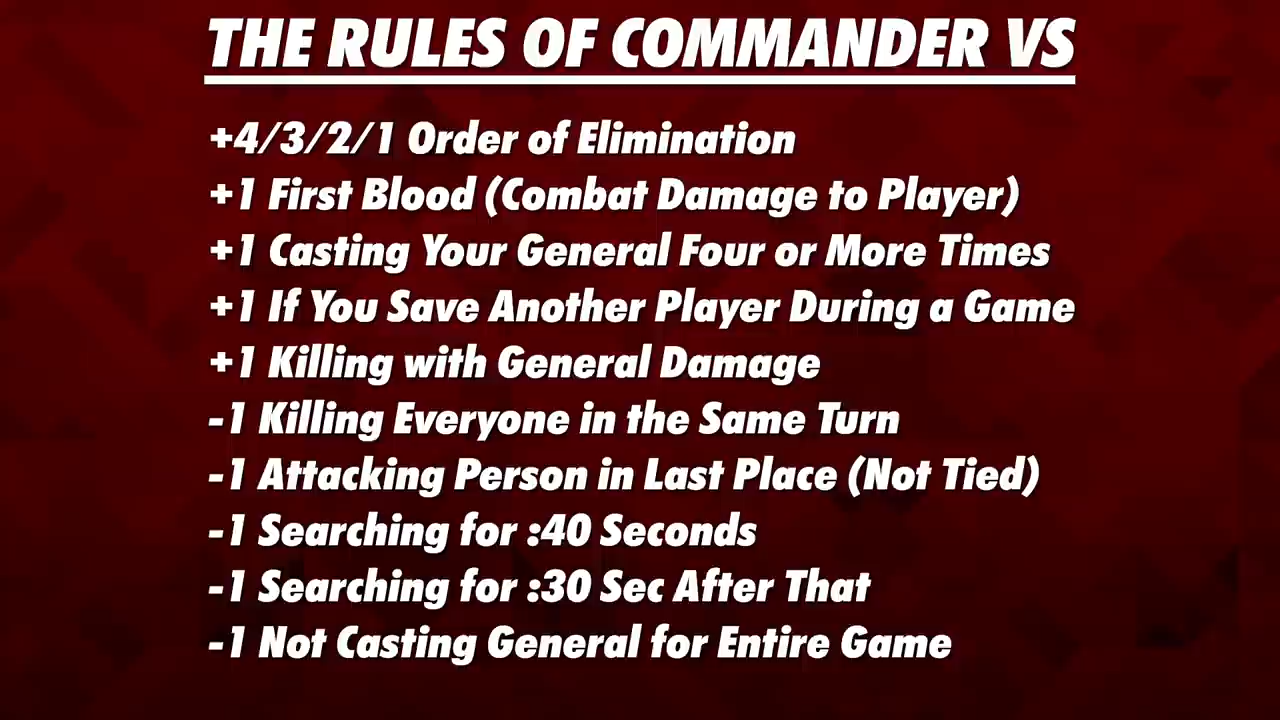 THE RULES OF COMMANDER VS
+4/3/2/1 Order of Elimination
+1 First Blood (Combat Damage to Player)
+1 Casting Your General Four or More Times
+1 If You Save Another Player During a Game
+1 Killing with General Damage
-1 Killing Everyone in the Same Turn
-1 Attacking Person in Last Place (Not Tied)
-1 Searching for :40 Seconds
-1 Searching for :30 Sec After That
-1 Not Casting General for Entire Game